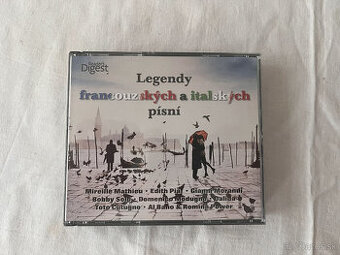 Reader's
Digest
Legendy
francouzských a italských
písní
Mireille Mathieu • Edith Piaf • Gianni Morandi
Bobby Solo • Domenico Modugno • Dalida
Toto Cutugno • Al Bano & Romina Power